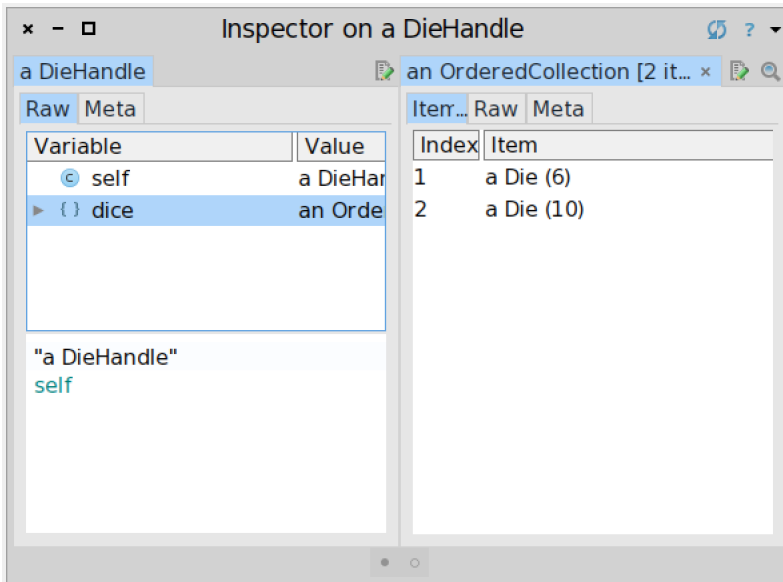 Inspector on a DieHandle
?
a DieHandle
an OrderedCollection [2 it... ×
Raw Meta
Item... Raw Meta
Variable Value
Index Item
c self a DieHar
1 a Die (6)
{ } dice an Orde
2 a Die (10)
"a DieHandle"
self